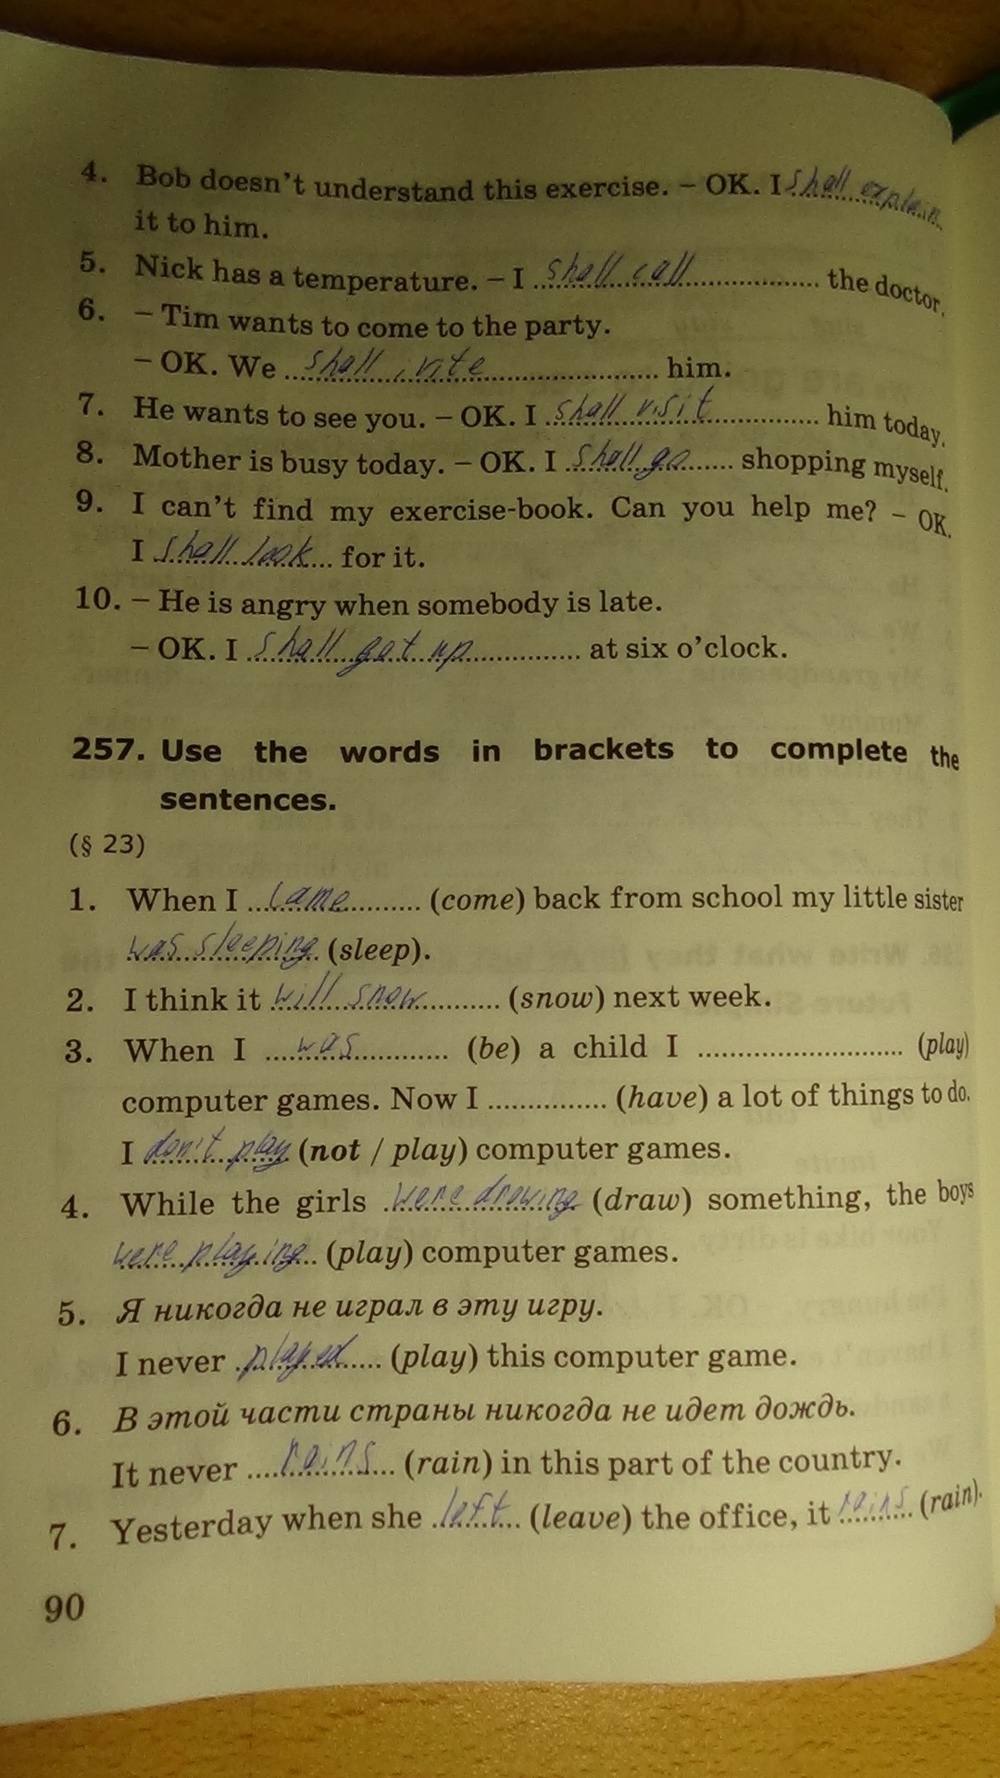 4. Bob doesn't understand this exercise. – OK. I shall explain
it to him.
5. Nick has a temperature. – I shall call the doctor.
6. – Tim wants to come to the party.
– OK. We shall ivite him.
7. He wants to see you. – OK. I shall visit him today.
8. Mother is busy today. – OK. I shall go shopping myself.
9. I can't find my exercise-book. Can you help me? – OK.
I shall look for it.
10. – He is angry when somebody is late.
– OK. I shall get up at six o'clock.
257. Use the words in brackets to complete the
sentences.
(§ 23)
1. When I came (come) back from school my little sister
was sleeping (sleep).
2. I think it will snow (snow) next week.
3. When I was (be) a child I .......................... (play)
computer games. Now I ............... (have) a lot of things to do.
I don't play (not / play) computer games.
4. While the girls were drowing (draw) something, the boys
were playing (play) computer games.
5. Я никогда не играл в эту игру.
I never played (play) this computer game.
6. В этой части страны никогда не идет дождь.
It never rains (rain) in this part of the country.
7. Yesterday when she left (leave) the office, it rains (rain).
90